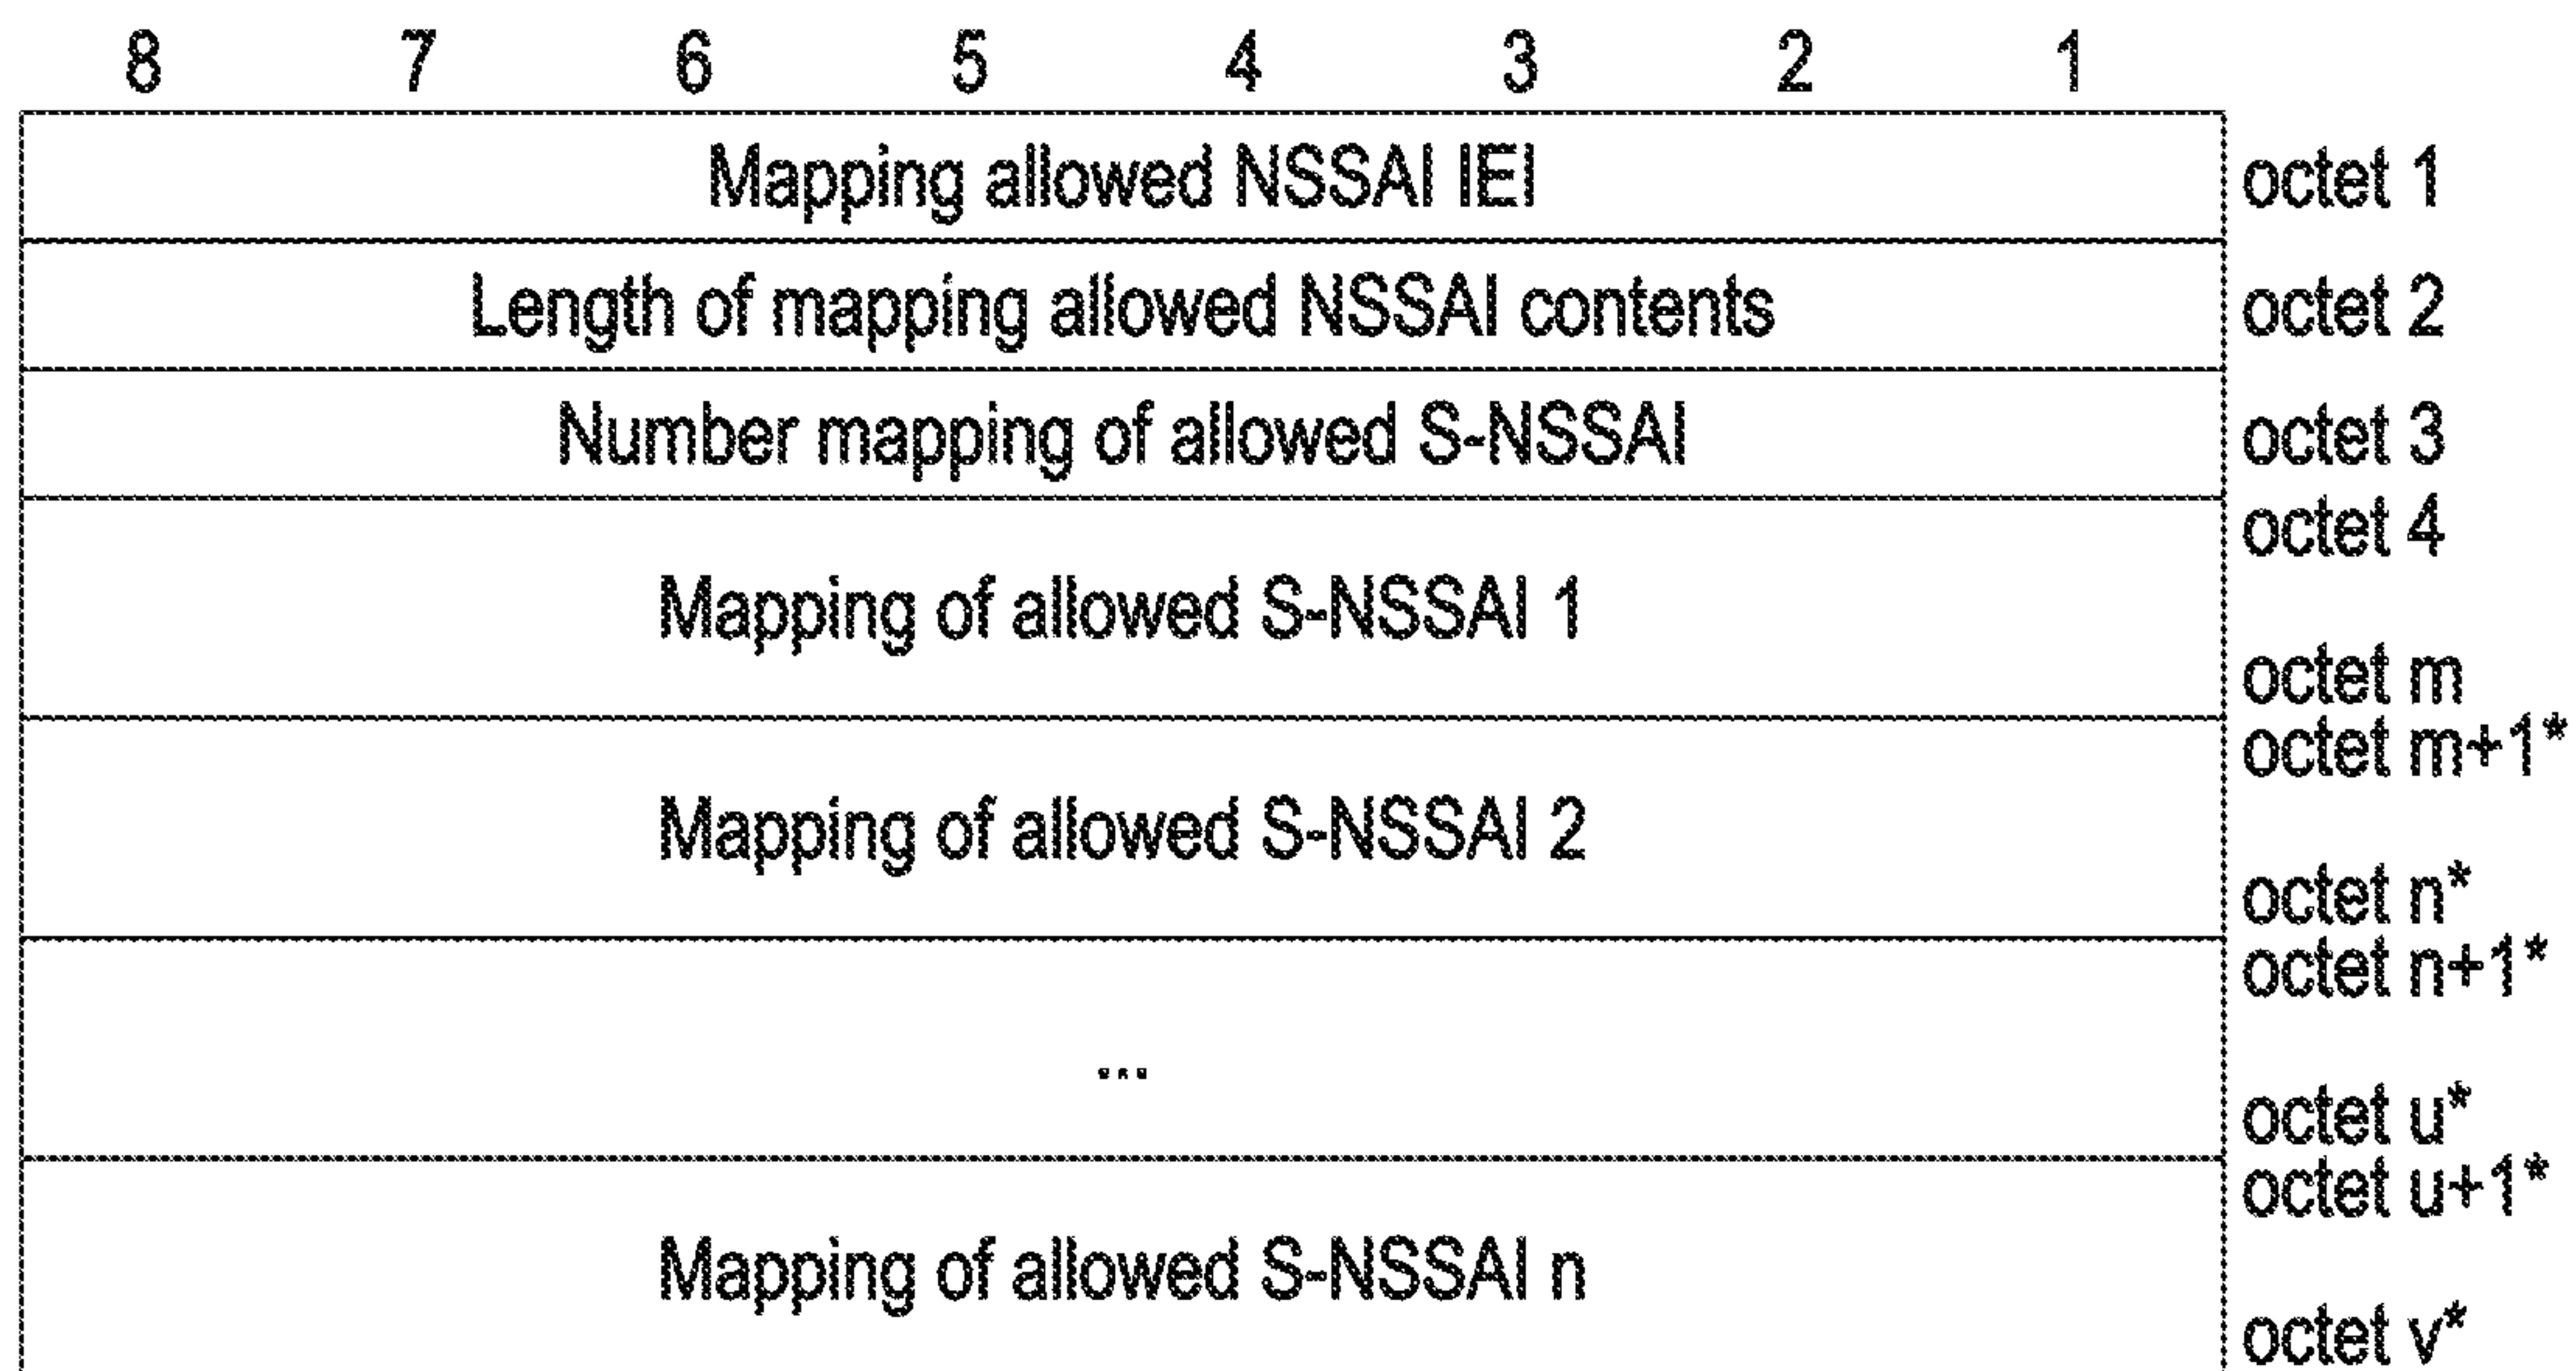 8 7 6 5 4 3 2 1
Mapping allowed NSSAI IEI octet 1
Length of mapping allowed NSSAI contents octet 2
Number mapping of allowed S-NSSAI octet 3
octet 4
Mapping of allowed S-NSSAI 1
octet m
octet m+1*
Mapping of allowed S-NSSAI 2
octet n*
octet n+1*
...
octet u*
octet u+1*
Mapping of allowed S-NSSAI n
octet v*